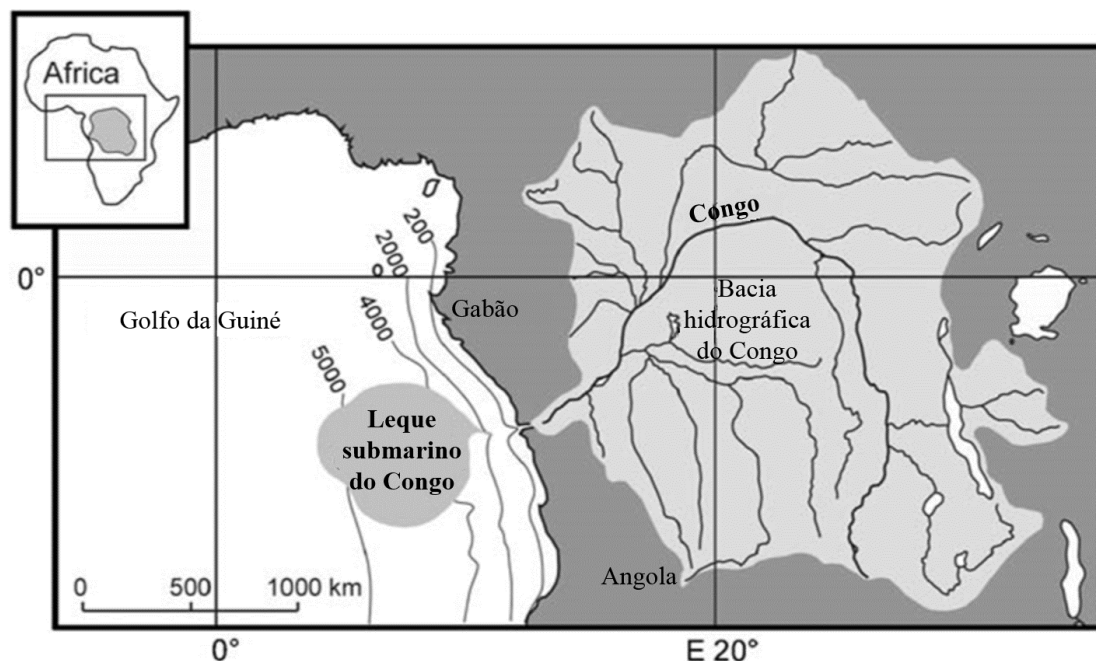 Africa
Congo
200
2000
4000
5000
0°
Golfo da Guiné
Gabão
Bacia
hidrográfica
do Congo
Leque
submarino
do Congo
Angola
0 500 1000 km
0°
E 20°